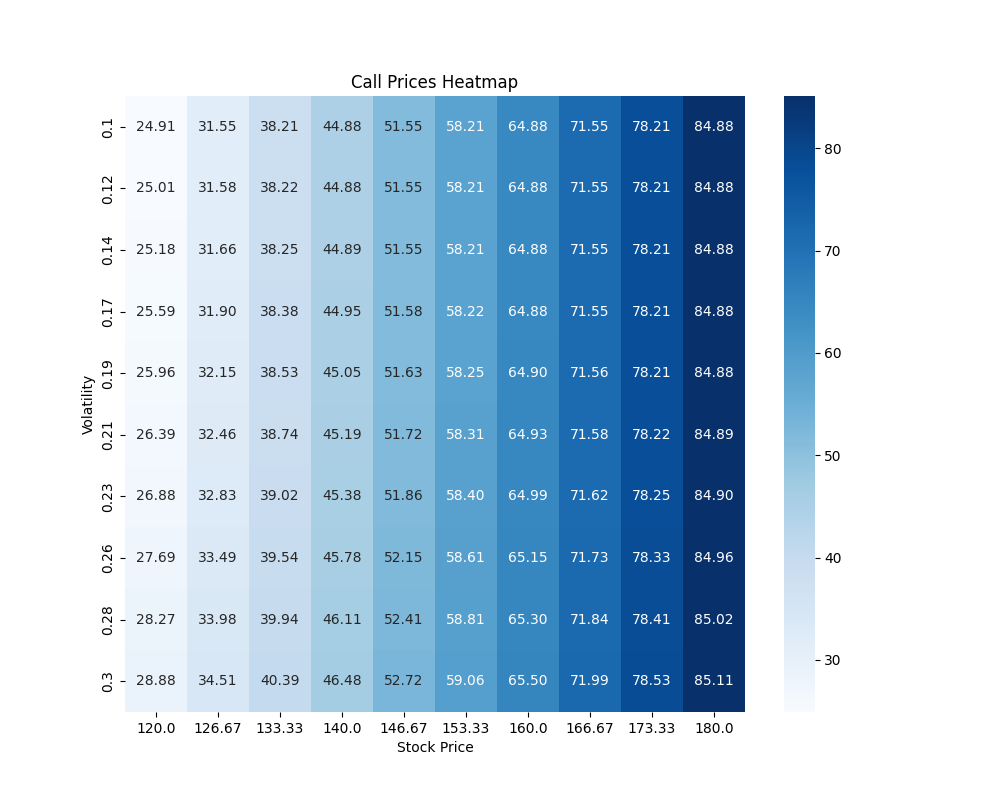 Call Prices Heatmap
Volatility
0.1 24.91 31.55 38.21 44.88 51.55 58.21 64.88 71.55 78.21 84.88
0.12 25.01 31.58 38.22 44.88 51.55 58.21 64.88 71.55 78.21 84.88
0.14 25.18 31.66 38.25 44.89 51.55 58.21 64.88 71.55 78.21 84.88
0.17 25.59 31.90 38.38 44.95 51.58 58.22 64.88 71.55 78.21 84.88
0.19 25.96 32.15 38.53 45.05 51.63 58.25 64.90 71.56 78.21 84.88
0.21 26.39 32.46 38.74 45.19 51.72 58.31 64.93 71.58 78.22 84.89
0.23 26.88 32.83 39.02 45.38 51.86 58.40 64.99 71.62 78.25 84.90
0.26 27.69 33.49 39.54 45.78 52.15 58.61 65.15 71.73 78.33 84.96
0.28 28.27 33.98 39.94 46.11 52.41 58.81 65.30 71.84 78.41 85.02
0.3 28.88 34.51 40.39 46.48 52.72 59.06 65.50 71.99 78.53 85.11
120.0 126.67 133.33 140.0 146.67 153.33 160.0 166.67 173.33 180.0
Stock Price
80
70
60
50
40
30